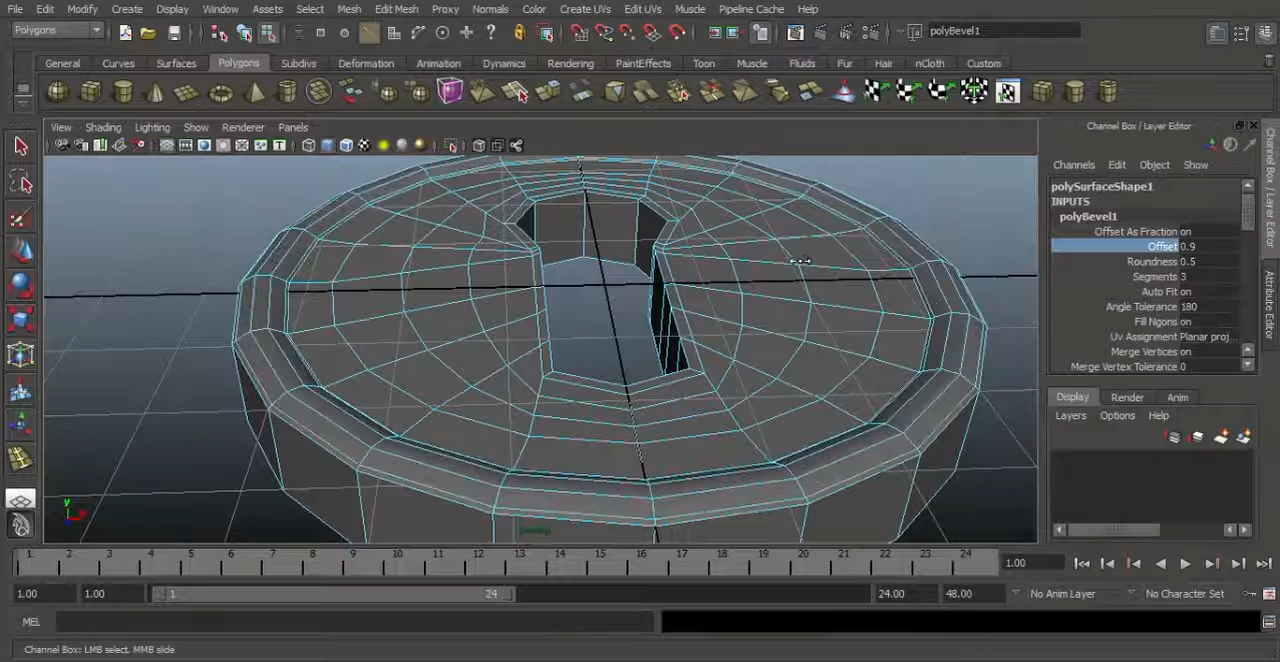 File Edit Modify Create Display Window Assets Select Mesh Edit Mesh Proxy Normals Color Create UVs Edit UVs Muscle Pipeline Cache Help
Polygons polyBevel1
General Curves Surfaces Polygons Subdivs Deformation Animation Dynamics Rendering PaintEffects Toon Muscle Fluids Fur Hair nCloth Custom
View Shading Lighting Show Renderer Panels
Channel Box / Layer Editor
Channels Edit Object Show
polySurfaceShape1
INPUTS
polyBevel1
Offset As Fraction on
Offset 0.9
Roundness 0.5
Segments 3
Auto Fit on
Angle Tolerance 180
Fill Ngons on
Uv Assignment Planar proj...
Merge Vertices on
Merge Vertex Tolerance 0
Channel Box / Layer Editor
Attribute Editor
Display Render Anim
Layers Options Help
y
persp
1 2 3 4 5 6 7 8 9 10 11 12 13 14 15 16 17 18 19 20 21 22 23 24 1.00
1.00 1.00 1 24 24.00 48.00 No Anim Layer No Character Set
MEL
Channel Box: LMB select, MMB slide